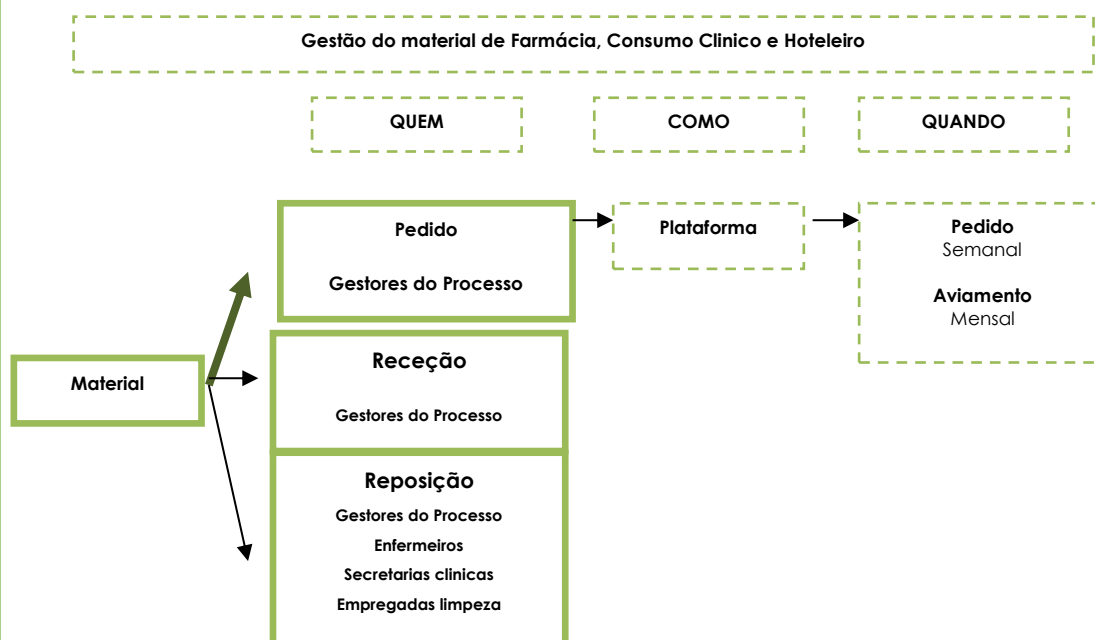 Gestão do material de Farmácia, Consumo Clinico e Hoteleiro
QUEM
COMO
QUANDO
Pedido
Gestores do Processo
Plataforma
Pedido
Semanal
Aviamento
Mensal
Material
Receção
Gestores do Processo
Reposição
Gestores do Processo
Enfermeiros
Secretarias clinicas
Empregadas limpeza